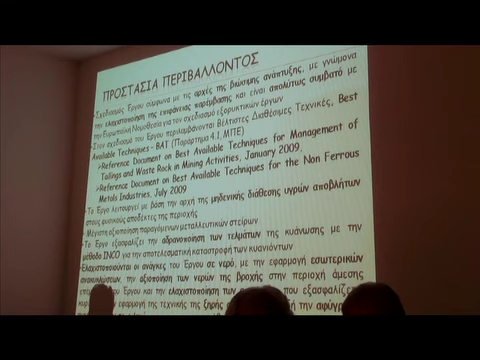 ΠΡΟΣΤΑΣΙΑ ΠΕΡΙΒΑΛΛΟΝΤΟΣ
Σχεδιασμός Έργου σύμφωνα με τις αρχές της βιώσιμης ανάπτυξης, με γνώμονα
την ελαχιστοποίηση της επιφάνειας παρέμβασης και είναι απολύτως συμβατό με
την Ευρωπαϊκή Νομοθεσία για τον σχεδιασμό εξορυκτικών έργων
Στον σχεδιασμό του Έργου περιλαμβάνονται Βέλτιστες Διαθέσιμες Τεχνικές, Best
Available Techniques- BAT (Παράρτημα 4.1, ΜΠΕ)
➢Reference Document on Best Available Techniques for Management of
Tailings and Waste Rock in Mining Activities, January 2009.
➢Reference Document on Best Available Techniques for the Non Ferrous
Metals Industries, July 2009
Το Έργο λειτουργεί με βάση την αρχή της μηδενικής διάθεσης υγρών αποβλήτων
στους φυσικούς αποδέκτες της περιοχής
Μέγιστη αξιοποίηση παραγόμενων μεταλλευτικών στείρων
Το Έργο εξασφαλίζει την αδρανοποίηση των τελμάτων της κυάνωσης με την
μέθοδο INCO για την αποτελεσματική καταστροφή των κυανιόντων
Ελαχιστοποιούνται οι ανάγκες του Έργου σε νερό, με την εφαρμογή εσωτερικών
ανακυκλώσεων, την αξιοποίηση των νερών της βροχής στην περιοχή άμεσης
του Έργου και την ελαχιστοποίηση των που εξασφαλίζει
εφαρμογή της τεχνικής της ξηρής την